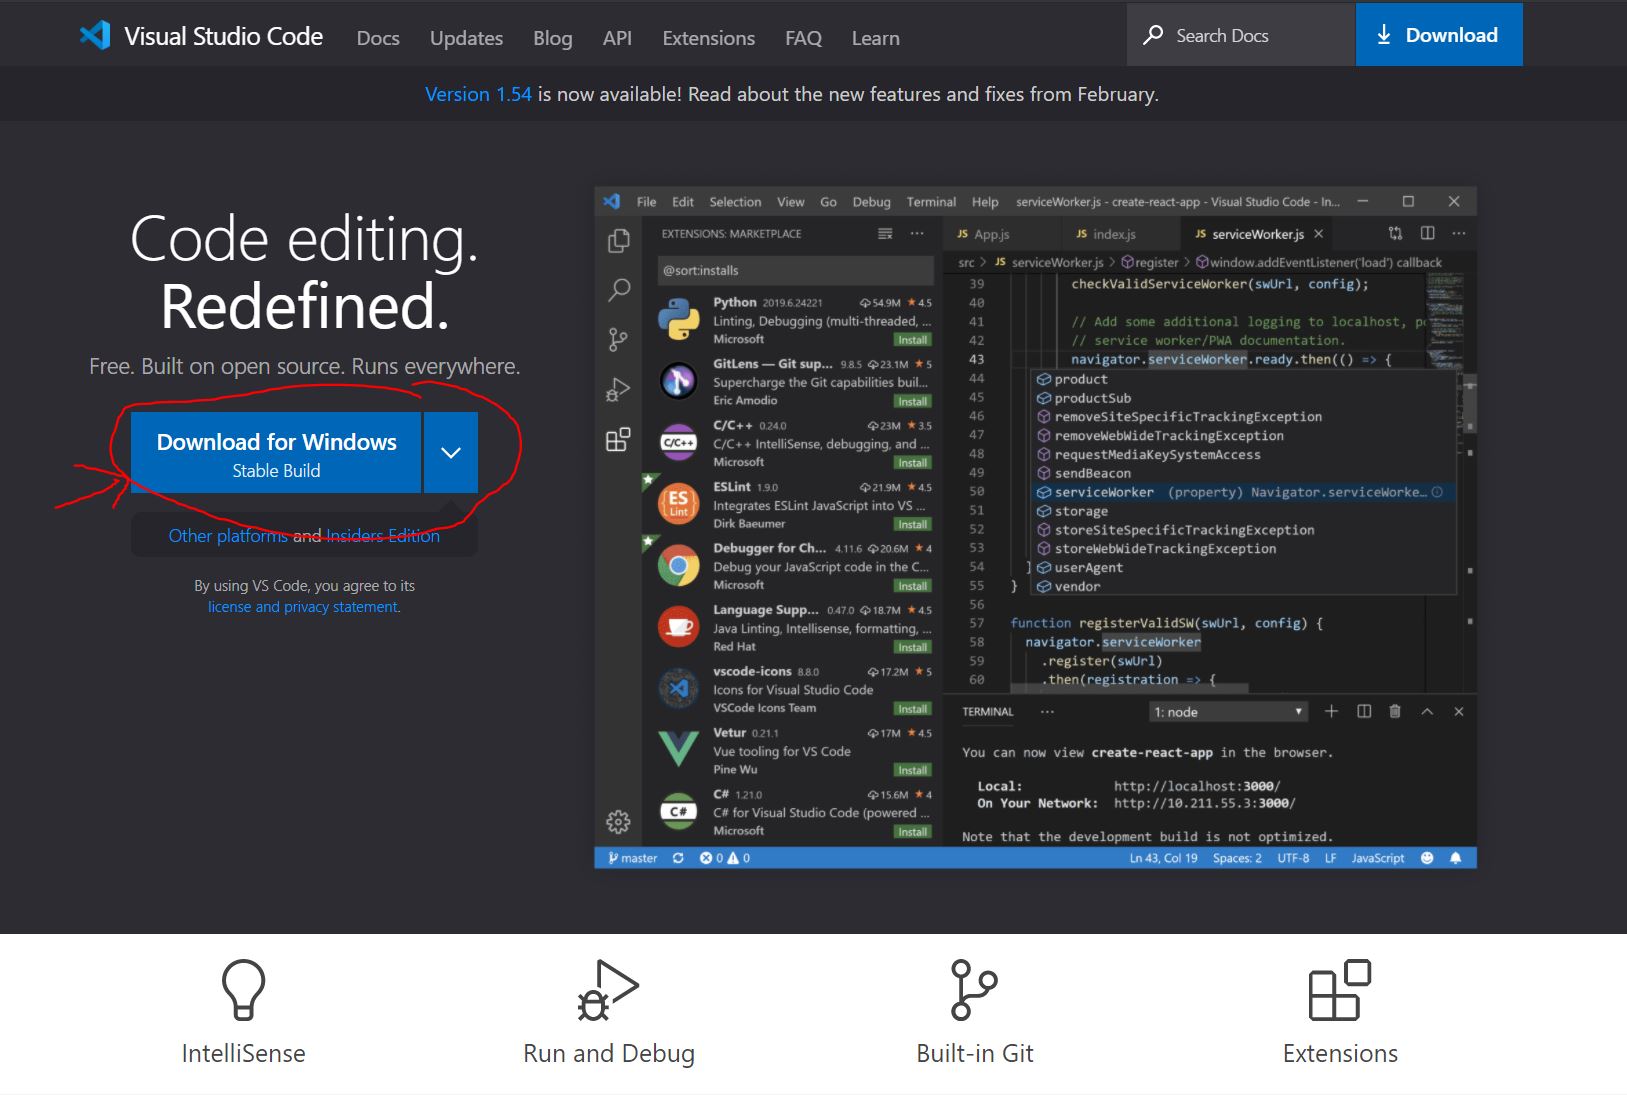 Visual Studio Code Docs Updates Blog API Extensions FAQ Learn Search Docs Download
Version 1.54 is now available! Read about the new features and fixes from February.
Code editing.
Redefined.
Free. Built on open source. Runs everywhere.
Download for Windows
Stable Build
Other platforms and Insiders Edition
By using VS Code, you agree to its
license and privacy statement.
File Edit Selection View Go Debug Terminal Help serviceWorker.js - create-react-app - Visual Studio Code - In...
EXTENSIONS: MARKETPLACE
@sort:installs
Python 2019.6.24221 54.9M ★ 4.5
Linting, Debugging (multi-threaded, ...
Microsoft Install
GitLens — Git sup... 9.8.5 23.1M ★ 5
Supercharge the Git capabilities buil...
Eric Amodio Install
C/C++ 0.24.0 23M ★ 3.5
C/C++
C/C++ IntelliSense, debugging, and ...
Microsoft Install
ESLint 1.9.0 21.9M ★ 4.5
ES
Lint
Integrates ESLint JavaScript into VS ...
Dirk Baeumer Install
Debugger for Ch... 4.11.6 20.6M ★ 4
Debug your JavaScript code in the C...
Microsoft Install
Language Supp... 0.47.0 18.7M ★ 4.5
Java Linting, Intellisense, formatting, ...
Red Hat Install
vscode-icons 8.8.0 17.2M ★ 5
Icons for Visual Studio Code
VSCode Icons Team Install
Vetur 0.21.1 17M ★ 4.5
Vue tooling for VS Code
Pine Wu Install
C# 1.21.0 15.6M ★ 4
C#
C# for Visual Studio Code (powered ...
Microsoft Install
JS App.js JS index.js JS serviceWorker.js
src > JS serviceWorker.js > register > window.addEventListener('load') callback
39 checkValidServiceWorker(swUrl, config);
40
41 // Add some additional logging to localhost, po
42 // service worker/PWA documentation.
43 navigator.serviceWorker.ready.then(() => {
44 product
45 productSub
46 removeSiteSpecificTrackingException
47 removeWebWideTrackingException
48 requestMediaKeySystemAccess
49 sendBeacon
50 serviceWorker (property) Navigator.serviceWorke...
51 storage
52 storeSiteSpecificTrackingException
53 storeWebWideTrackingException
54 } userAgent
55 } vendor
56
57 function registerValidSW(swUrl, config) {
58 navigator.serviceWorker
59 .register(swUrl)
60 .then(registration => {
TERMINAL ... 1: node
You can now view create-react-app in the browser.
Local: http://localhost:3000/
On Your Network: http://10.211.55.3:3000/
Note that the development build is not optimized.
master 0 0 Ln 43, Col 19 Spaces: 2 UTF-8 LF JavaScript
IntelliSense Run and Debug Built-in Git Extensions